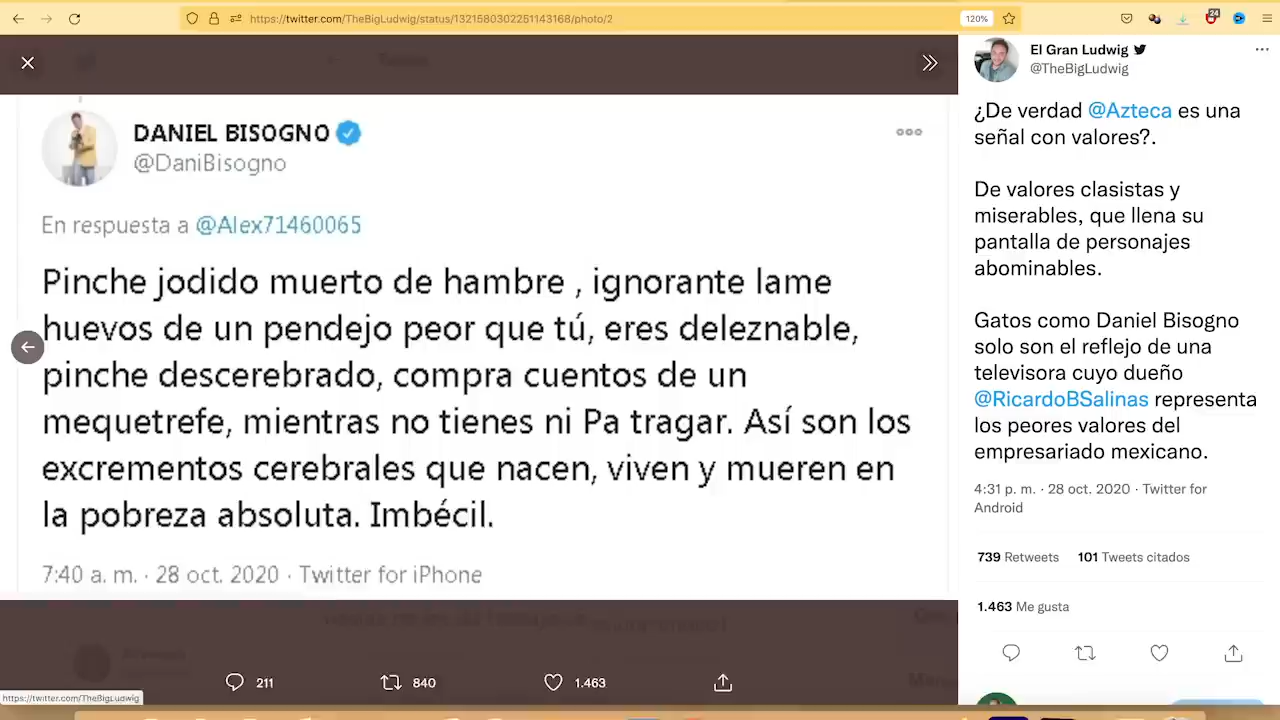 https://twitter.com/TheBigLudwig/status/1321580302251143168/photo/2
120%
24
DANIEL BISOGNO
@DaniBisogno
En respuesta a @Alex71460065
Pinche jodido muerto de hambre , ignorante lame
huevos de un pendejo peor que tú, eres deleznable,
pinche descerebrado, compra cuentos de un
mequetrefe, mientras no tienes ni Pa tragar. Así son los
excrementos cerebrales que nacen, viven y mueren en
la pobreza absoluta. Imbécil.
7:40 a. m. · 28 oct. 2020 · Twitter for iPhone
211
840
1.463
https://twitter.com/TheBigLudwig
El Gran Ludwig
@TheBigLudwig
¿De verdad @Azteca es una
señal con valores?.
De valores clasistas y
miserables, que llena su
pantalla de personajes
abominables.
Gatos como Daniel Bisogno
solo son el reflejo de una
televisora cuyo dueño
@RicardoBSalinas representa
los peores valores del
empresariado mexicano.
4:31 p. m. · 28 oct. 2020 · Twitter for
Android
739 Retweets 101 Tweets citados
1.463 Me gusta